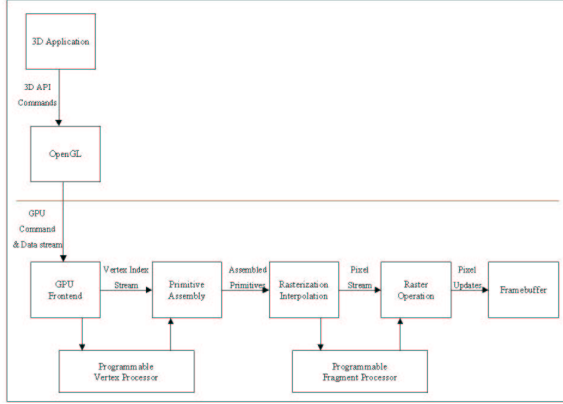 3D Application
3D API
Commands
OpenGL
GPU
Command
& Data stream
GPU
Frontend
Vertex Index
Stream
Primitive
Assembly
Assembled
Primitives
Rasterization
Interpolation
Pixel
Stream
Raster
Operation
Pixel
Updates
Framebuffer
Programmable
Vertex Processor
Programmable
Fragment Processor